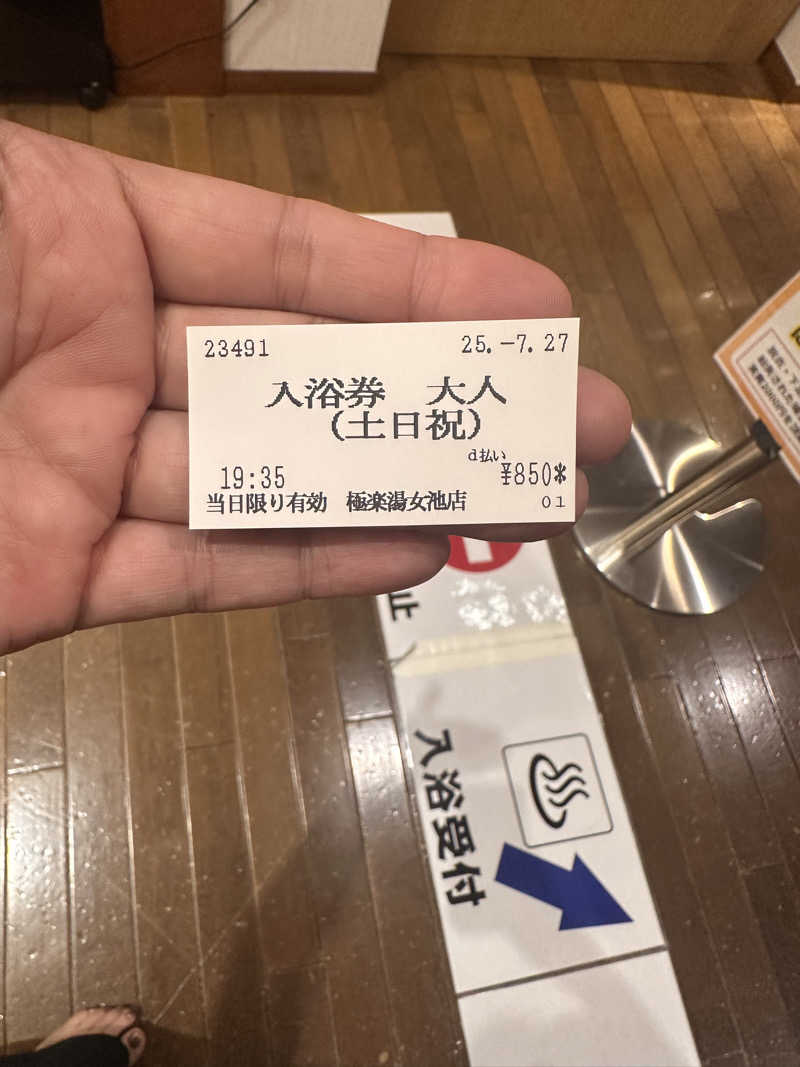 23491 25.-7.27
入浴券 大人
(土日祝)
d払い
19:35 ¥850*
当日限り有効 極楽湯女池店 01
止
入浴受付